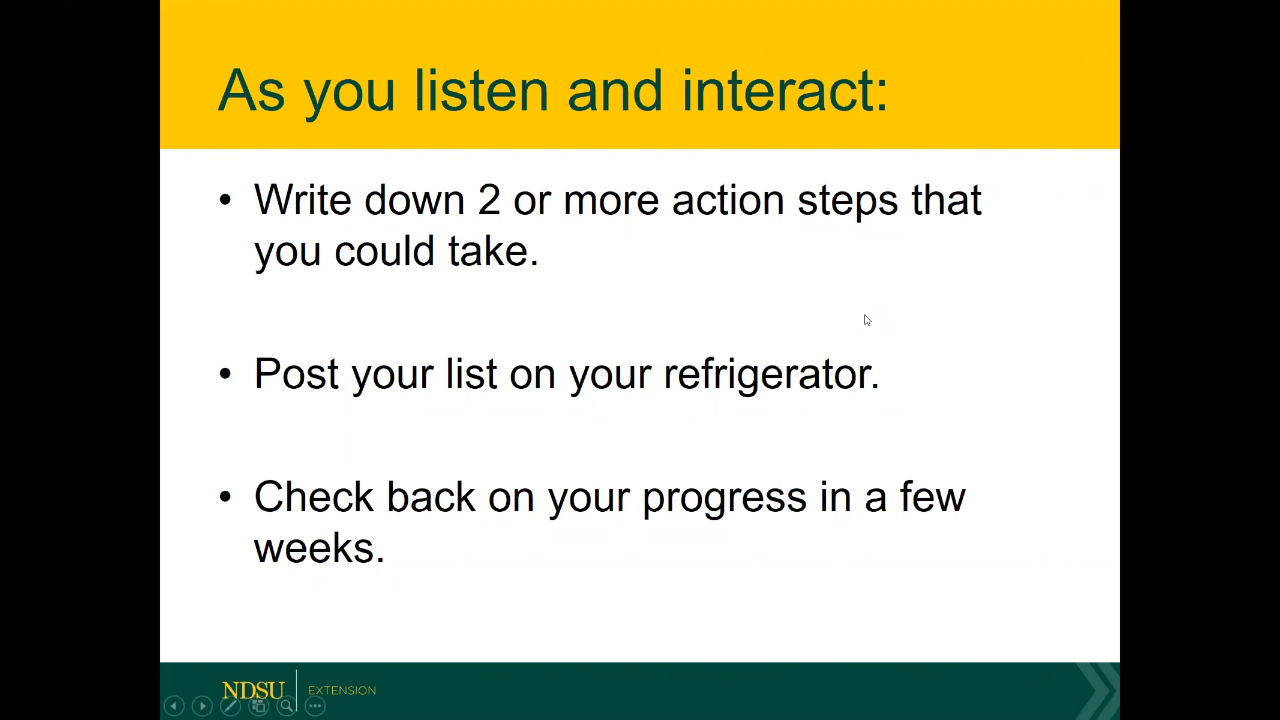 As you listen and interact:
• Write down 2 or more action steps that
you could take.
• Post your list on your refrigerator.
• Check back on your progress in a few
weeks.
NDSU EXTENSION